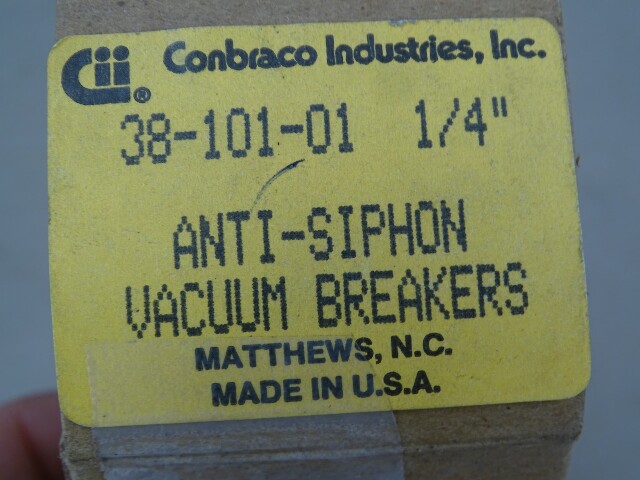 Cii® Conbraco Industries, Inc.
38-101-01 1/4"
ANTI-SIPHON
VACUUM BREAKERS
MATTHEWS, N.C.
MADE IN U.S.A.